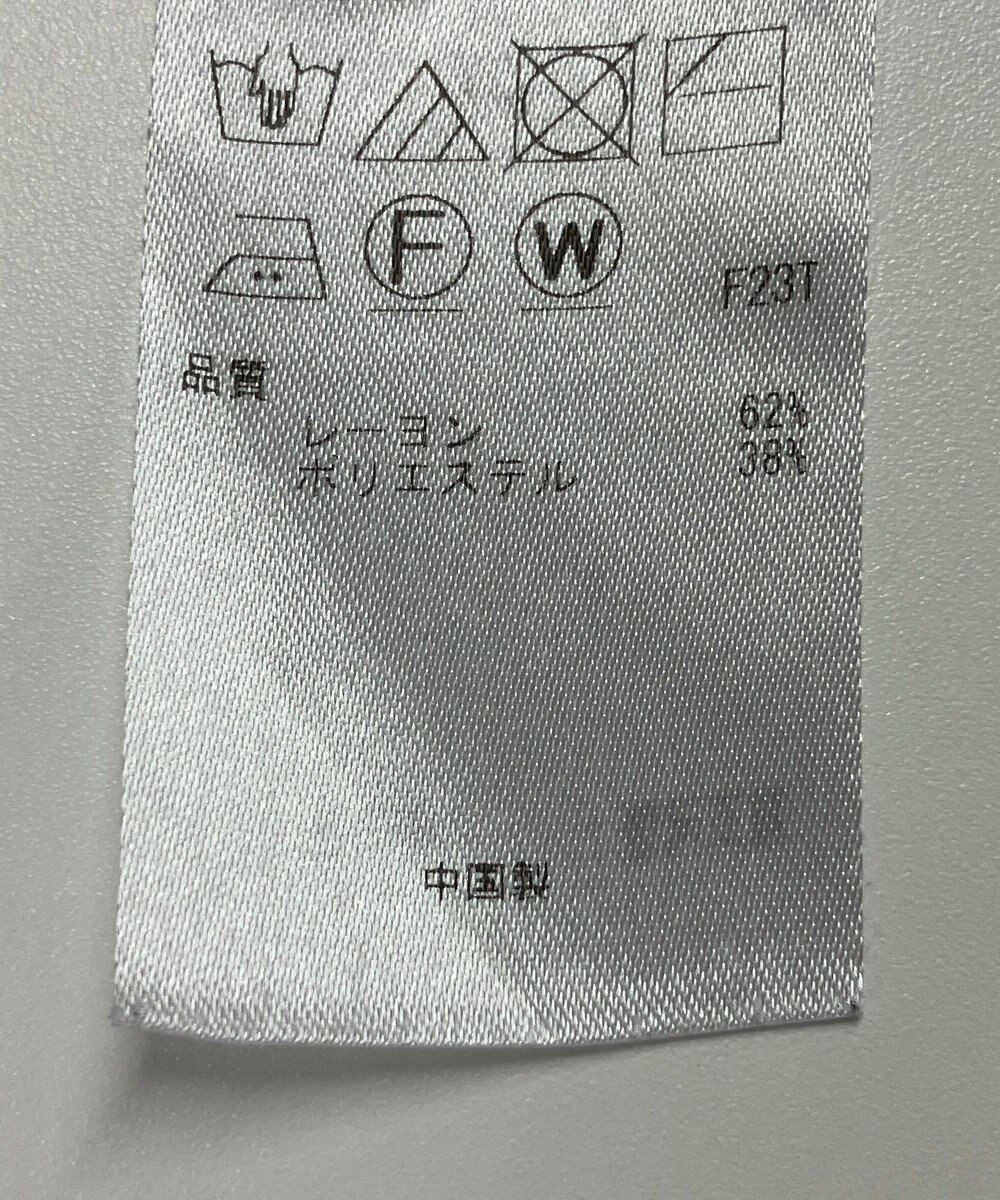 F W
F23T
品質
レーヨン 62%
ポリエステル 38%
中国製